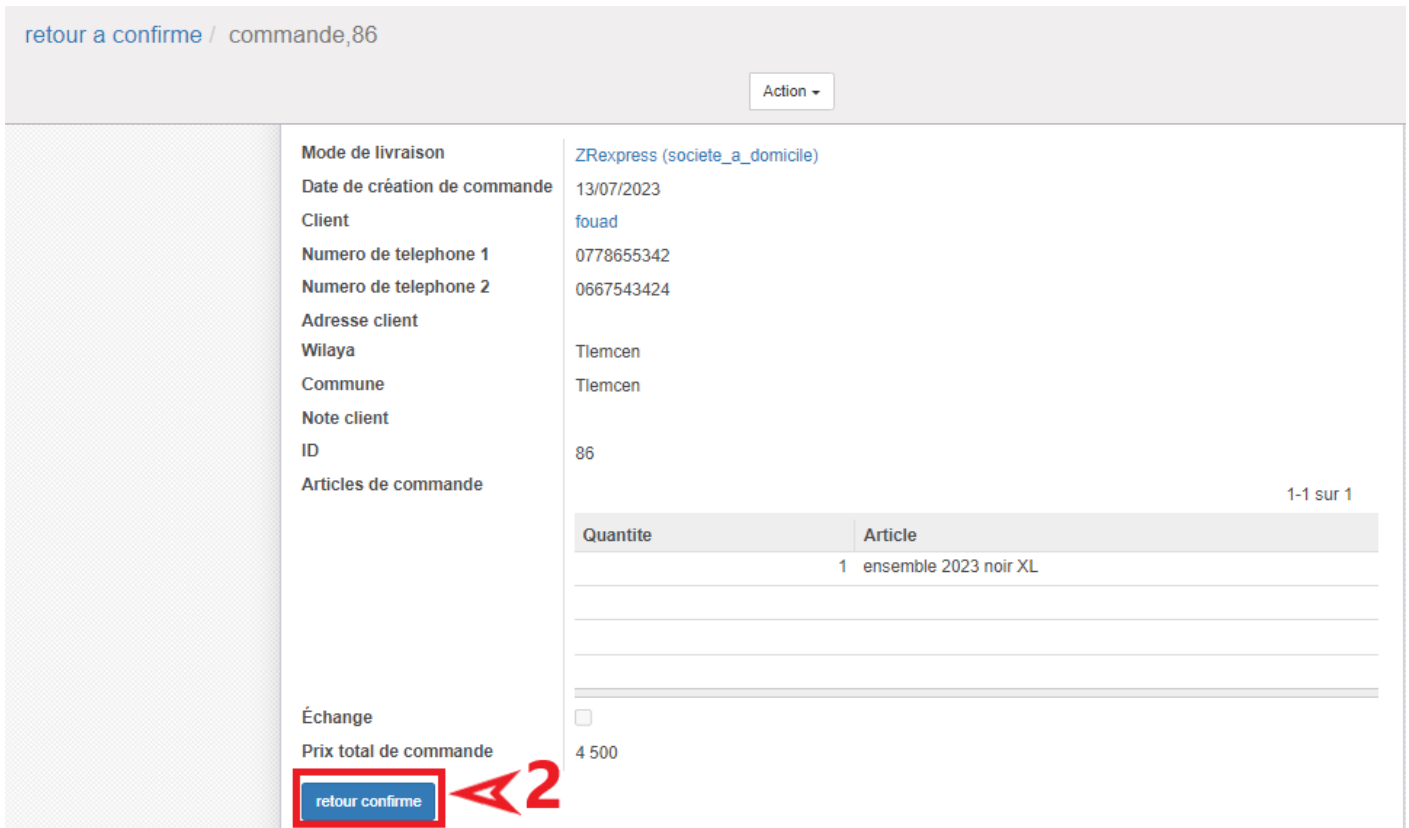 retour a confirme / commande,86
Action
Mode de livraison ZRexpress (societe_a_domicile)
Date de création de commande 13/07/2023
Client fouad
Numero de telephone 1 0778655342
Numero de telephone 2 0667543424
Adresse client
Wilaya Tlemcen
Commune Tlemcen
Note client
ID 86
Articles de commande
1-1 sur 1
Quantite Article
1 ensemble 2023 noir XL
Échange
Prix total de commande 4 500
retour confirme 2